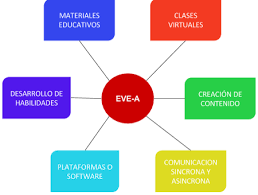 MATERIALES
EDUCATIVOS
CLASES
VIRTUALES
DESARROLLO DE
HABILIDADES
EVE-A
CREACIÓN DE
CONTENIDO
PLATAFORMAS O
SOFTWARE
COMUNICACIÓN
SINCRONA Y
ASINCRONA